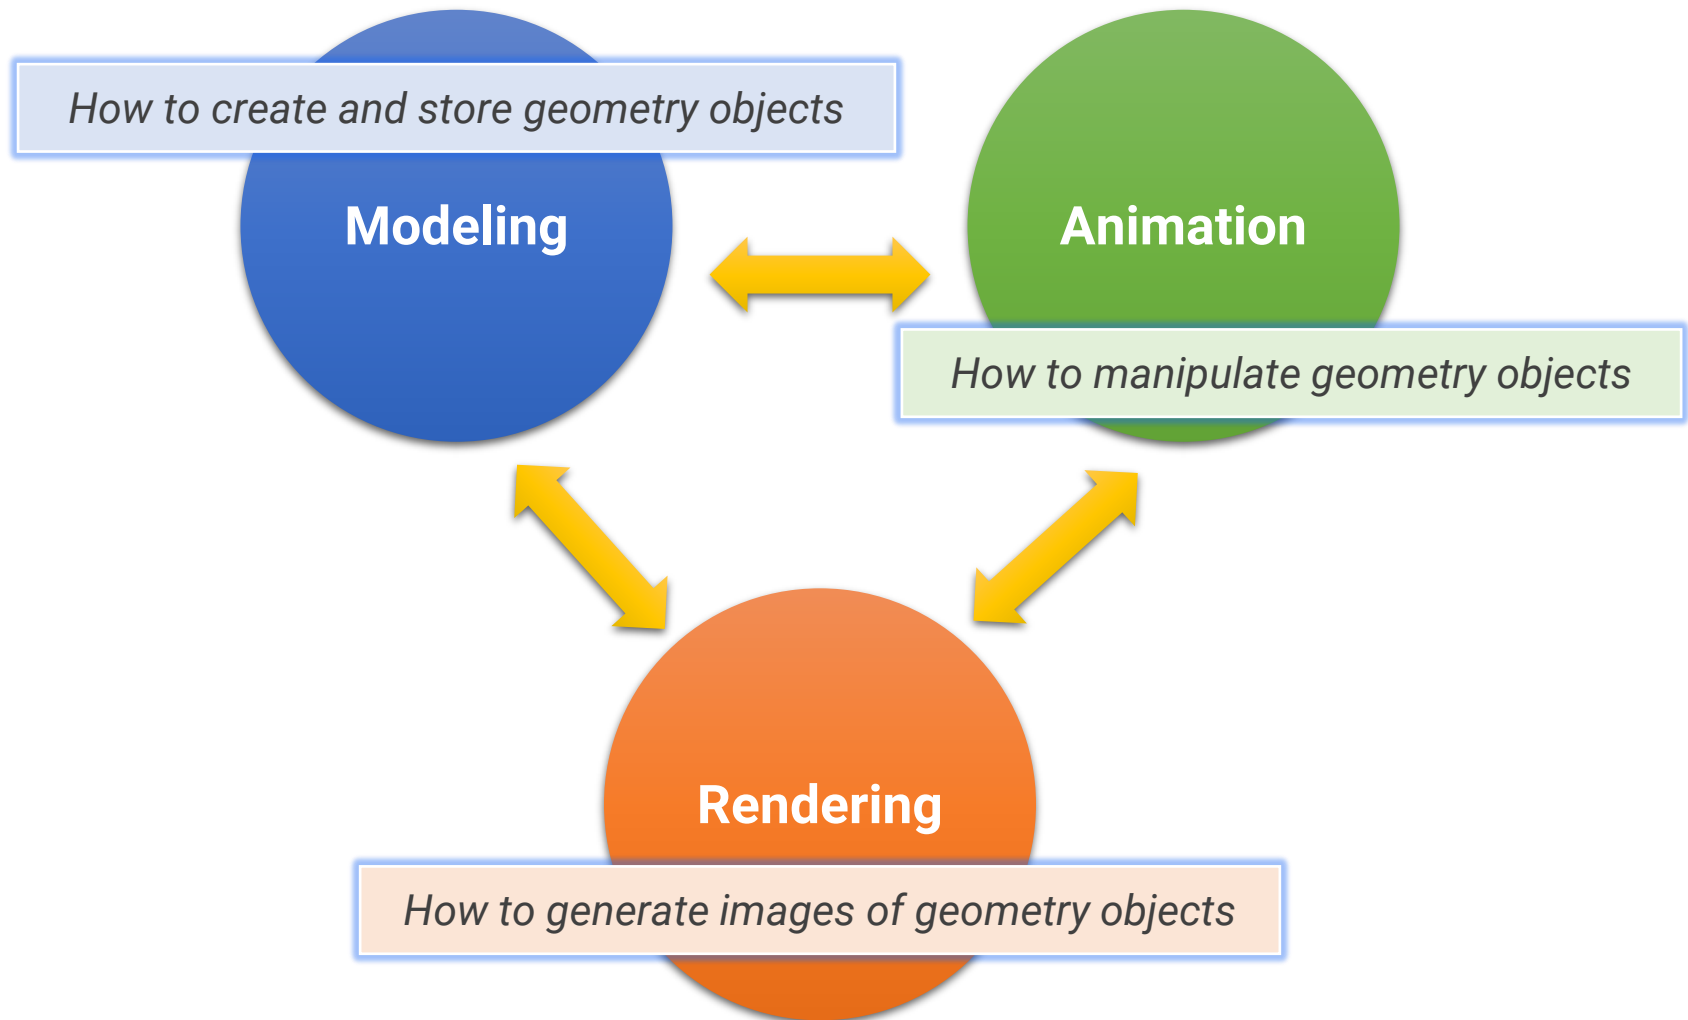 How to create and store geometry objects
Modeling
Animation
How to manipulate geometry objects
Rendering
How to generate images of geometry objects